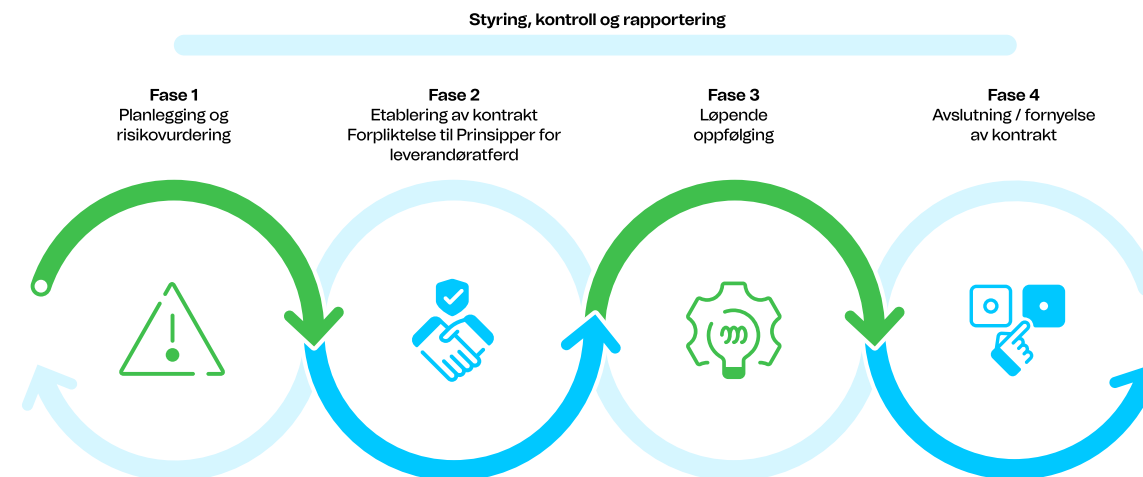 Styring, kontroll og rapportering
Fase 1
Planlegging og
risikovurdering
Fase 2
Etablering av kontrakt
Forpliktelse til Prinsipper for
leverandøratferd
Fase 3
Løpende
oppfølging
Fase 4
Avslutning / fornyelse
av kontrakt